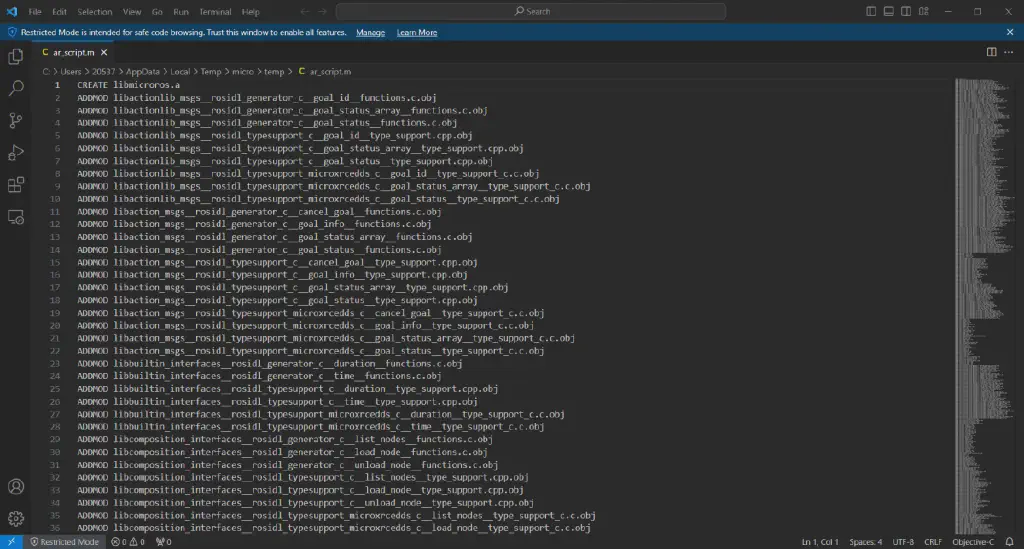 File Edit Selection View Go Run Terminal Help
Search
Restricted Mode is intended for safe code browsing. Trust this window to enable all features. Manage Learn More
C ar_script.m
C: > Users > 20537 > AppData > Local > Temp > micro > temp > C ar_script.m
1 CREATE libmicroros.a
2 ADDMOD libactionlib_msgs__rosidl_generator_c__goal_id__functions.c.obj
3 ADDMOD libactionlib_msgs__rosidl_generator_c__goal_status_array__functions.c.obj
4 ADDMOD libactionlib_msgs__rosidl_generator_c__goal_status__functions.c.obj
5 ADDMOD libactionlib_msgs__rosidl_typesupport_c__goal_id__type_support.cpp.obj
6 ADDMOD libactionlib_msgs__rosidl_typesupport_c__goal_status_array__type_support.cpp.obj
7 ADDMOD libactionlib_msgs__rosidl_typesupport_c__goal_status__type_support.cpp.obj
8 ADDMOD libactionlib_msgs__rosidl_typesupport_microxrcedds_c__goal_id__type_support_c.c.obj
9 ADDMOD libactionlib_msgs__rosidl_typesupport_microxrcedds_c__goal_status_array__type_support_c.c.obj
10 ADDMOD libactionlib_msgs__rosidl_typesupport_microxrcedds_c__goal_status__type_support_c.c.obj
11 ADDMOD libaction_msgs__rosidl_generator_c__cancel_goal__functions.c.obj
12 ADDMOD libaction_msgs__rosidl_generator_c__goal_info__functions.c.obj
13 ADDMOD libaction_msgs__rosidl_generator_c__goal_status_array__functions.c.obj
14 ADDMOD libaction_msgs__rosidl_generator_c__goal_status__functions.c.obj
15 ADDMOD libaction_msgs__rosidl_typesupport_c__cancel_goal__type_support.cpp.obj
16 ADDMOD libaction_msgs__rosidl_typesupport_c__goal_info__type_support.cpp.obj
17 ADDMOD libaction_msgs__rosidl_typesupport_c__goal_status_array__type_support.cpp.obj
18 ADDMOD libaction_msgs__rosidl_typesupport_c__goal_status__type_support.cpp.obj
19 ADDMOD libaction_msgs__rosidl_typesupport_microxrcedds_c__cancel_goal__type_support_c.c.obj
20 ADDMOD libaction_msgs__rosidl_typesupport_microxrcedds_c__goal_info__type_support_c.c.obj
21 ADDMOD libaction_msgs__rosidl_typesupport_microxrcedds_c__goal_status_array__type_support_c.c.obj
22 ADDMOD libaction_msgs__rosidl_typesupport_microxrcedds_c__goal_status__type_support_c.c.obj
23 ADDMOD libbuiltin_interfaces__rosidl_generator_c__duration__functions.c.obj
24 ADDMOD libbuiltin_interfaces__rosidl_generator_c__time__functions.c.obj
25 ADDMOD libbuiltin_interfaces__rosidl_typesupport_c__duration__type_support.cpp.obj
26 ADDMOD libbuiltin_interfaces__rosidl_typesupport_c__time__type_support.cpp.obj
27 ADDMOD libbuiltin_interfaces__rosidl_typesupport_microxrcedds_c__duration__type_support_c.c.obj
28 ADDMOD libbuiltin_interfaces__rosidl_typesupport_microxrcedds_c__time__type_support_c.c.obj
29 ADDMOD libcomposition_interfaces__rosidl_generator_c__list_nodes__functions.c.obj
30 ADDMOD libcomposition_interfaces__rosidl_generator_c__load_node__functions.c.obj
31 ADDMOD libcomposition_interfaces__rosidl_generator_c__unload_node__functions.c.obj
32 ADDMOD libcomposition_interfaces__rosidl_typesupport_c__list_nodes__type_support.cpp.obj
33 ADDMOD libcomposition_interfaces__rosidl_typesupport_c__load_node__type_support.cpp.obj
34 ADDMOD libcomposition_interfaces__rosidl_typesupport_c__unload_node__type_support.cpp.obj
35 ADDMOD libcomposition_interfaces__rosidl_typesupport_microxrcedds_c__list_nodes__type_support_c.c.obj
36 ADDMOD libcomposition_interfaces__rosidl_typesupport_microxrcedds_c__load_node__type_support_c.c.obj
Restricted Mode 0 0 0 Ln 1, Col 1 Spaces: 4 UTF-8 CRLF Objective-C